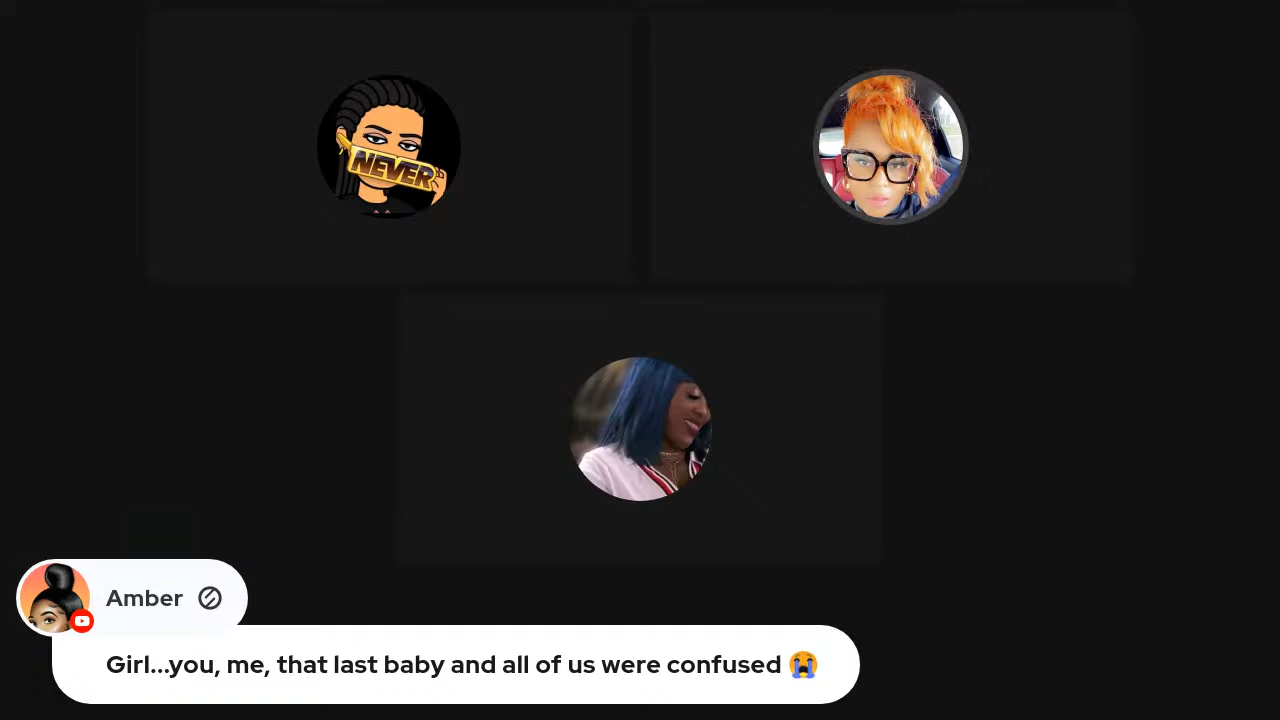 NEVER
Amber
Girl...you, me, that last baby and all of us were confused 😭